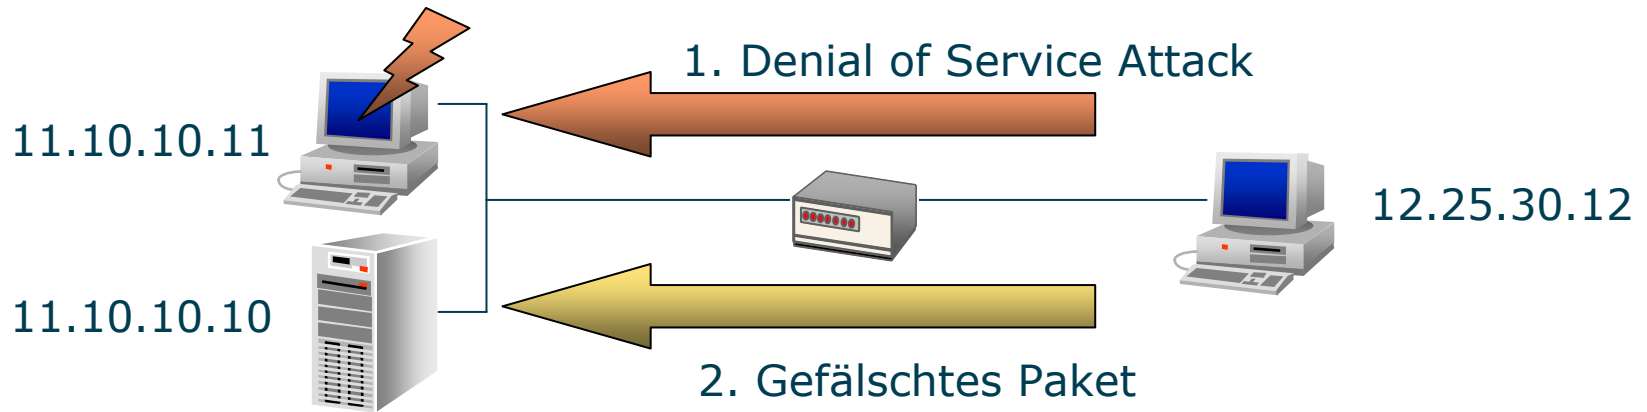 1. Denial of Service Attack
11.10.10.11
12.25.30.12
11.10.10.10
2. Gefälschtes Paket